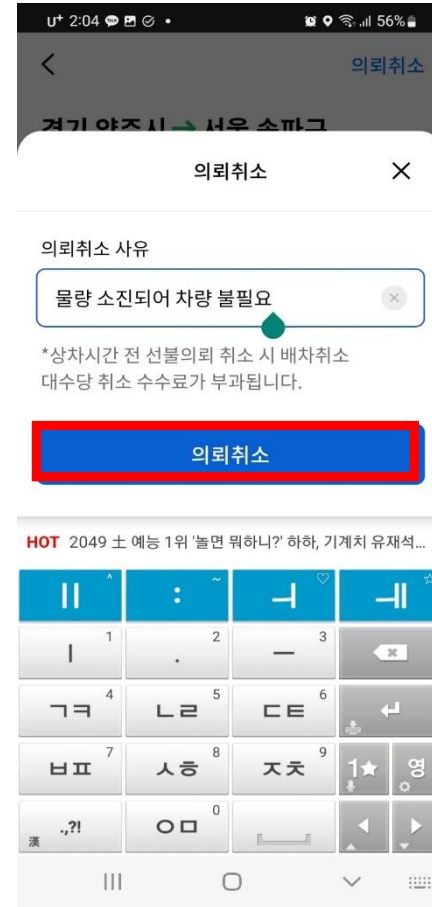 U+ 2:04 56%
의뢰취소
경기 양주시 → 서울 송파구
의뢰취소
의뢰취소 사유
물량 소진되어 차량 불필요
*상차시간 전 선불의뢰 취소 시 배차취소
대수당 취소 수수료가 부과됩니다.
의뢰취소
HOT 2049 土 예능 1위 '놀면 뭐하니?' 하하, 기계치 유재석...
ㅣㅣ ^ : ~ ㅢ ♡ ㅢㅣ ☆
ㅣ 1 . 2 ㅡ 3
ㄱㅋ 4 ㄴㄹ 5 ㄷㅌ 6
ㅂㅍ 7 ㅅㅎ 8 ㅈㅊ 9 1★ 영
漢 .,?! ㅇㅁ 0